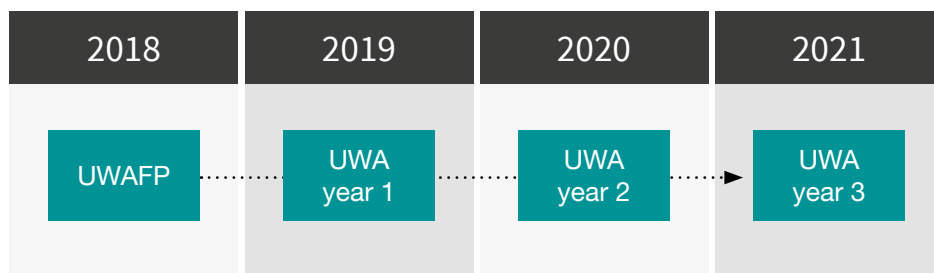 2018 2019 2020 2021
UWAFP
UWA
year 1
UWA
year 2
UWA
year 3